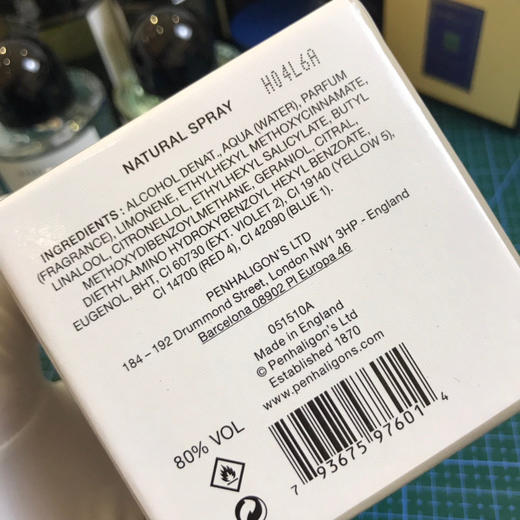 H04L6A
NATURAL SPRAY
INGREDIENTS: ALCOHOL DENAT., AQUA (WATER), PARFUM
(FRAGRANCE), LIMONENE, ETHYLHEXYL METHOXYCINNAMATE,
LINALOOL, CITRONELLOL, ETHYLHEXYL SALICYLATE, BUTYL
METHOXYDIBENZOYLMETHANE, GERANIOL, CITRAL,
DIETHYLAMINO HYDROXYBENZOYL HEXYL BENZOATE,
EUGENOL, BHT, CI 60730 (EXT. VIOLET 2), CI 19140 (YELLOW 5),
CI 14700 (RED 4), CI 42090 (BLUE 1).
PENHALIGON'S LTD
184–192 Drummond Street, London NW1 3HP - England
Barcelona 08902 Pl Europa 46
051510A
Made in England
© Penhaligon's Ltd
Established 1870
www.penhaligons.com
80% VOL
7 93675 97601 4